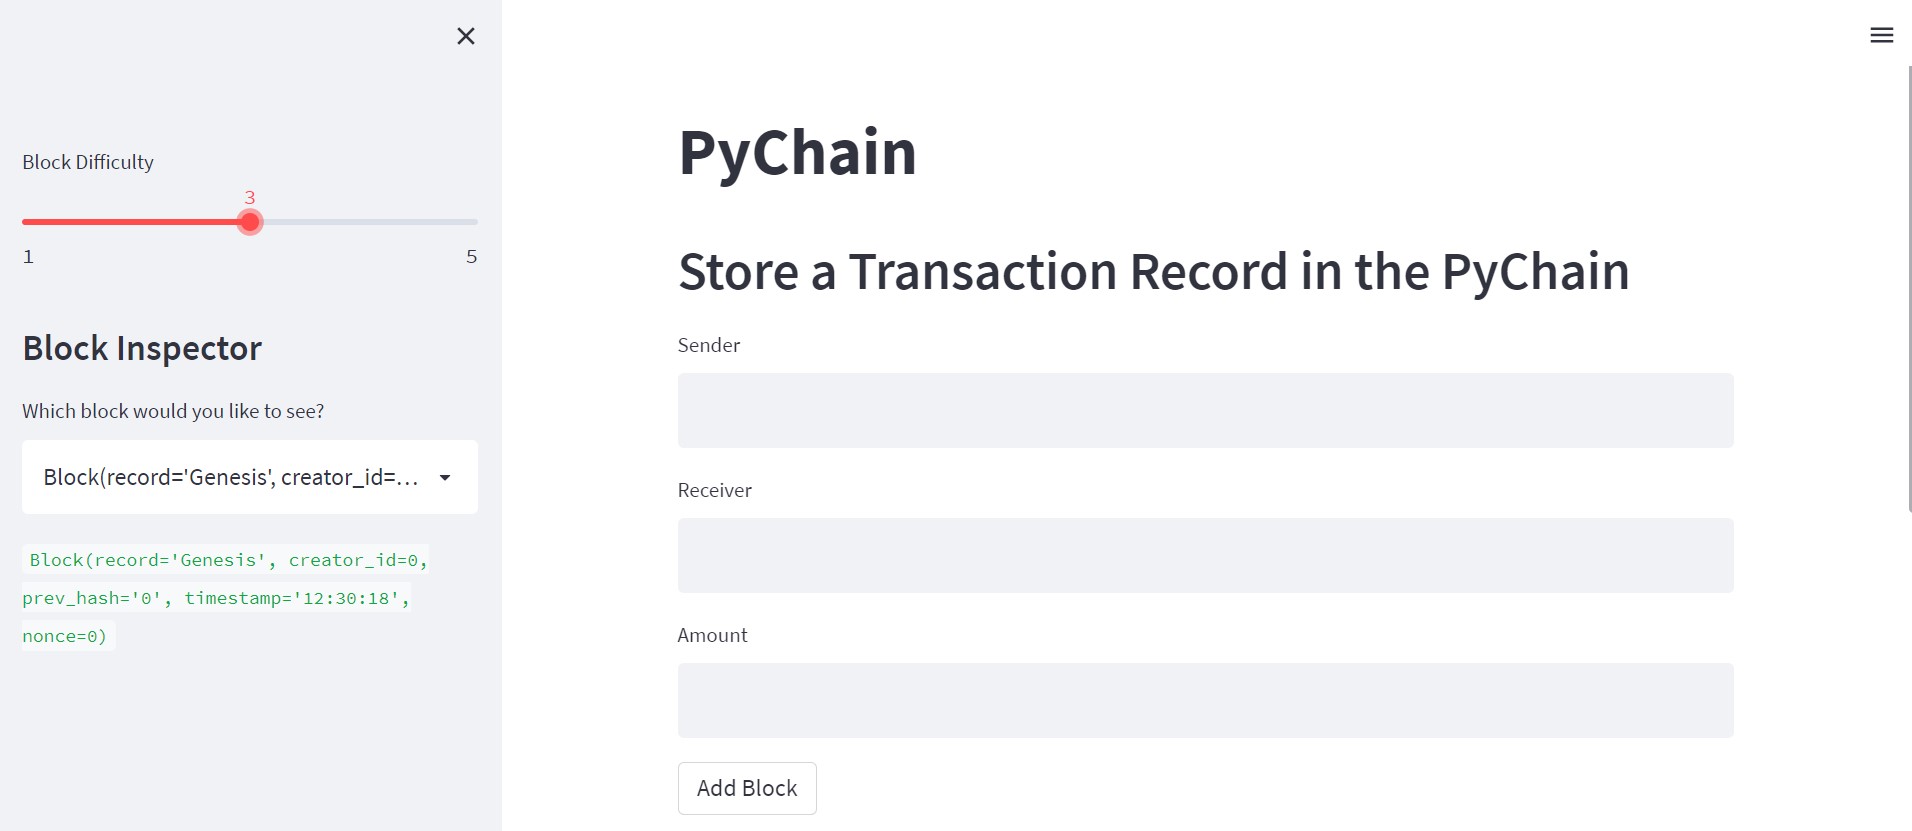 Block Difficulty
3
1 5
Block Inspector
Which block would you like to see?
Block(record='Genesis', creator_id=...
Block(record='Genesis', creator_id=0,
prev_hash='0', timestamp='12:30:18',
nonce=0)
PyChain
Store a Transaction Record in the PyChain
Sender
Receiver
Amount
Add Block